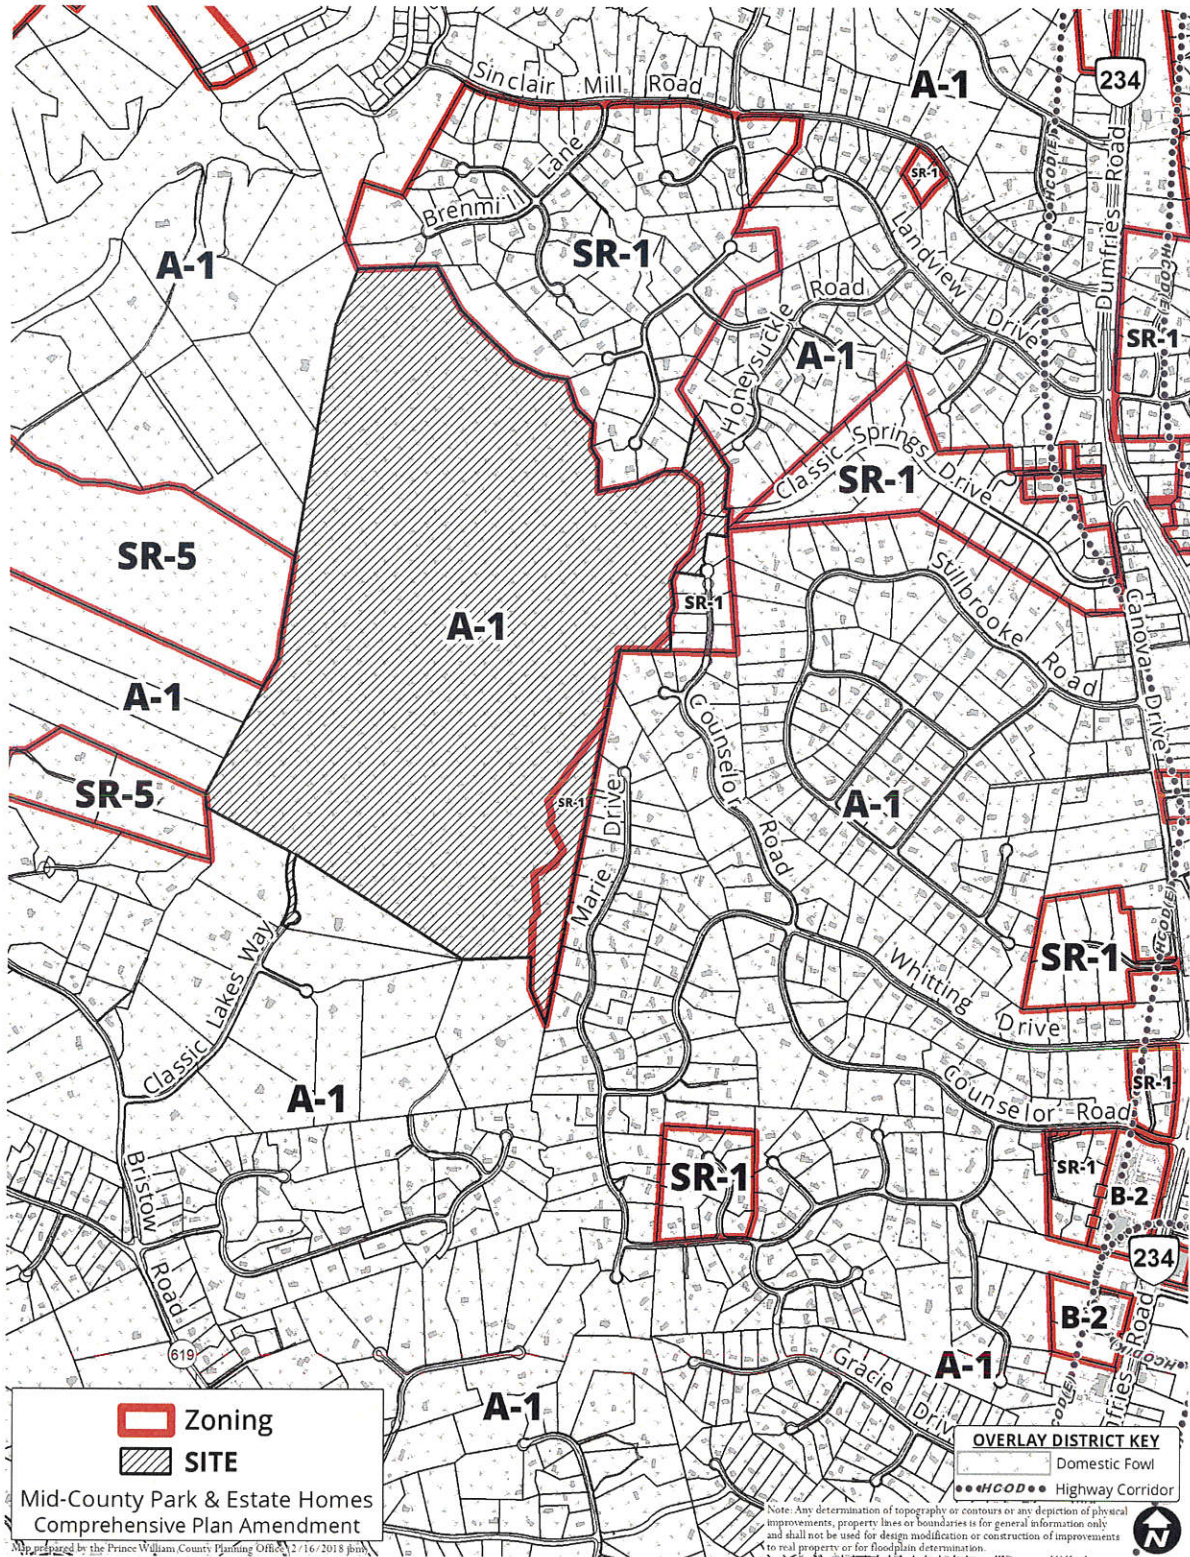 Sinclair Mill Road
A-1
234
HCOD(E)
Dumfries Road
SR-1
Brenmill Lane
SR-1
A-1
Landview Drive
HCOD(E)
SR-1
Honeysuckle Road
A-1
Classic Springs Drive
SR-1
SR-5
Stillbrooke Road
A-1
SR-1
Canova Drive
A-1
Counselor Road
SR-5
SR-1
Marie Drive
A-1
HCOD(E)
SR-1
Whitting Drive
Classic Lakes Way
SR-1
A-1
Counselor Road
Bristow Road
SR-1
SR-1
B-2
234
B-2
619
A-1
A-1
Gracie Drive
Zoning
SITE
Mid-County Park & Estate Homes
Comprehensive Plan Amendment
Map prepared by the Prince William County Planning Office
OVERLAY DISTRICT KEY
Domestic Fowl
HCOD Highway Corridor
Note: Any determination of topography or contours or any depiction of physical
improvements, property lines or boundaries is for general information only
and shall not be used for design modification or construction of improvements
to real property or for floodplain determination.
N